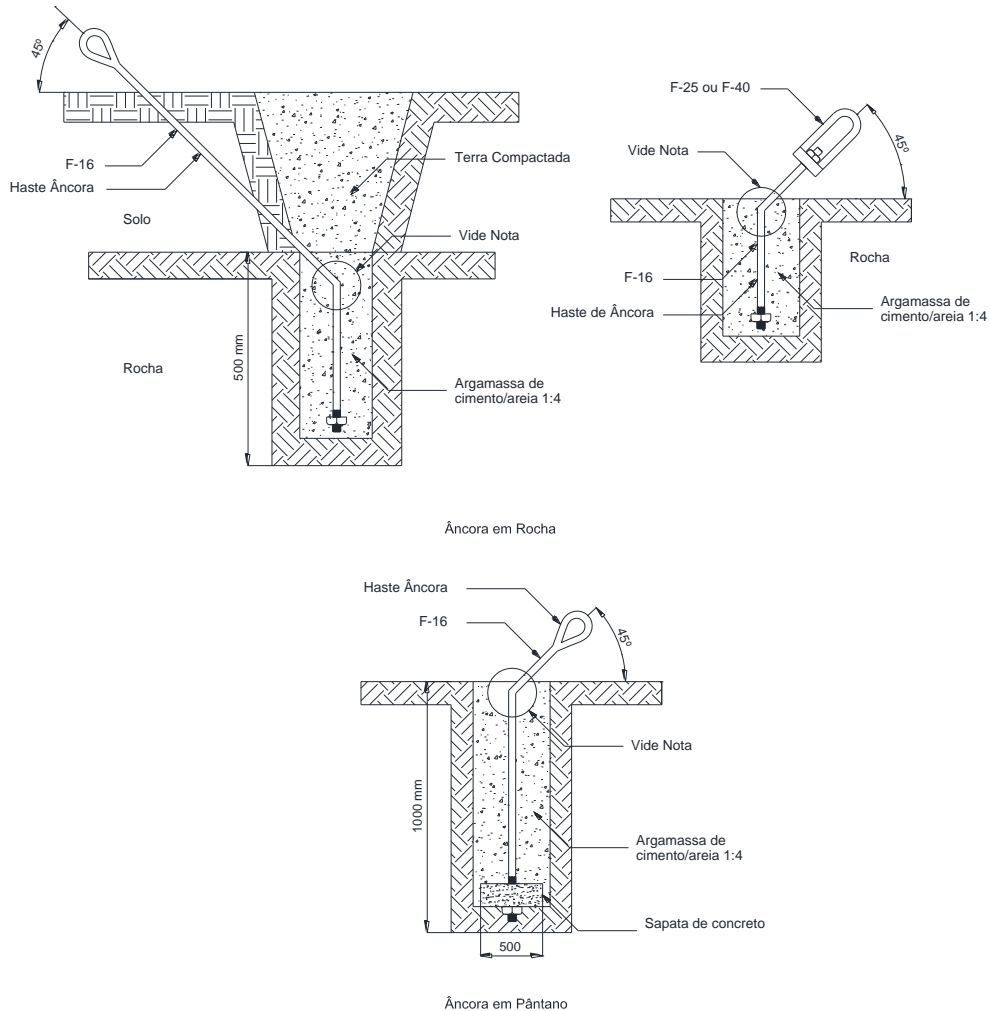 45º
F-16
Haste Âncora
Solo
Terra Compactada
Vide Nota
Rocha
500 mm
Argamassa de
cimento/areia 1:4
F-25 ou F-40
Vide Nota
45º
F-16
Haste de Âncora
Rocha
Argamassa de
cimento/areia 1:4
Âncora em Rocha
Haste Âncora
F-16
45º
Vide Nota
1000 mm
Argamassa de
cimento/areia 1:4
Sapata de concreto
500
Âncora em Pântano